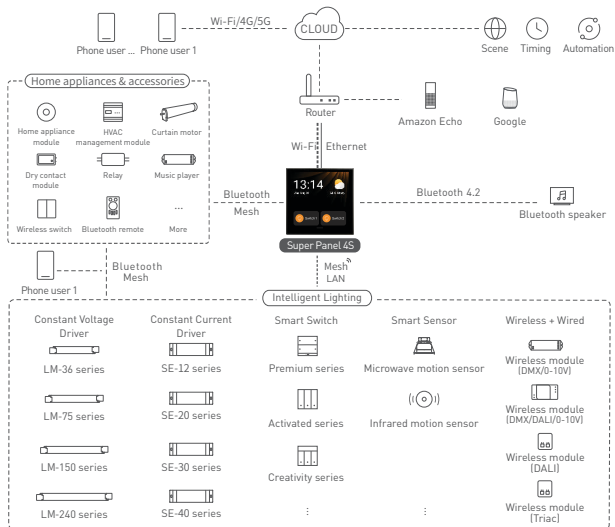 Wi-Fi/4G/5G
CLOUD
Phone user ...
Phone user 1
Scene
Timing
Automation
Home appliances & accessories
Router
Amazon Echo
Google
Home appliance
module
HVAC
management module
Curtain motor
Wi-Fi
Ethernet
Dry contact
module
Relay
Music player
13:14
Bluetooth
Mesh
Bluetooth 4.2
Bluetooth speaker
Wireless switch
Bluetooth remote
...
More
Super Panel 4S
Phone user 1
Bluetooth
Mesh
Mesh
LAN
Intelligent Lighting
Constant Voltage
Driver
Constant Current
Driver
Smart Switch
Smart Sensor
Wireless + Wired
LM-36 series
SE-12 series
Premium series
Microwave motion sensor
Wireless module
(DMX/0-10V)
LM-75 series
SE-20 series
Activated series
Infrared motion sensor
Wireless module
(DMX/DALI/0-10V)
LM-150 series
SE-30 series
Creativity series
Wireless module
(DALI)
LM-240 series
SE-40 series
Wireless module
(Triac)